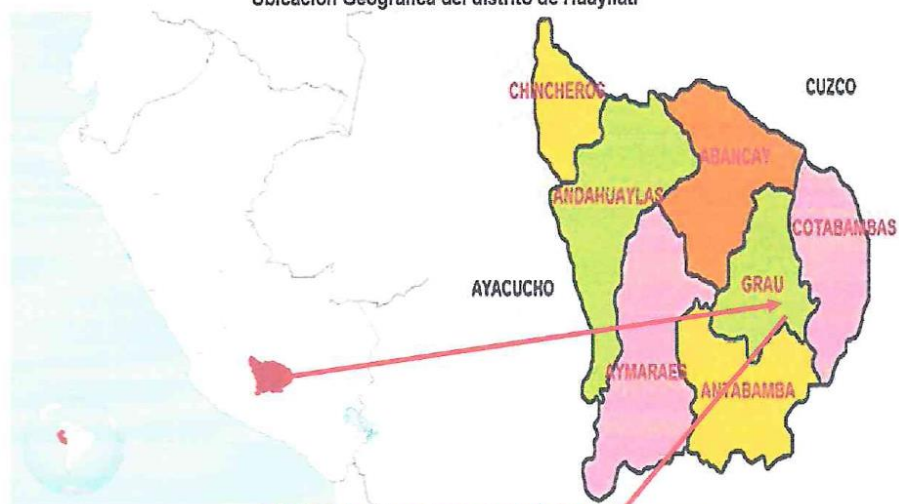 Ubicación Geográfica del distrito de Huayllati
CHINCHEROS
CUZCO
ABANCAY
ANDAHUAYLAS
COTABAMBAS
AYACUCHO
GRAU
AYMARAES
ANTABAMBA